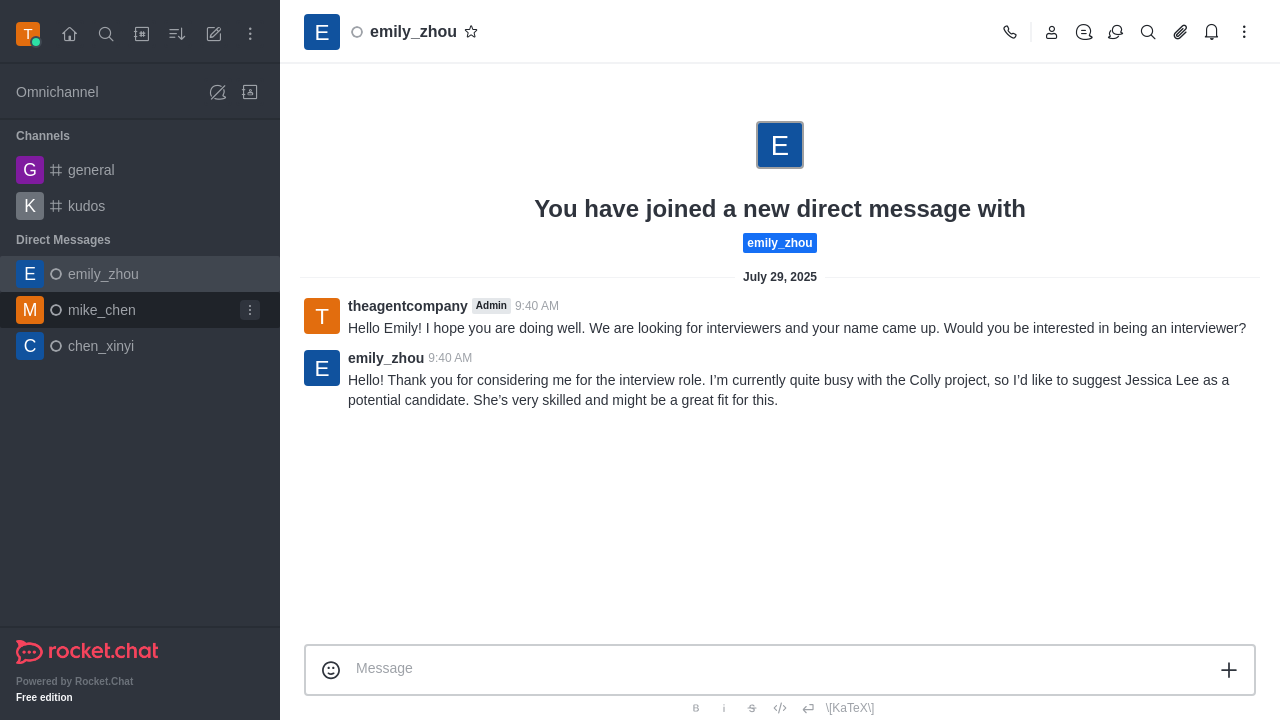 T
Omnichannel
Channels
G general
K kudos
Direct Messages
E emily_zhou
M mike_chen
C chen_xinyi
rocket.chat
Powered by Rocket.Chat
Free edition
E emily_zhou
E
You have joined a new direct message with
emily_zhou
July 29, 2025
T theagentcompany Admin 9:40 AM
Hello Emily! I hope you are doing well. We are looking for interviewers and your name came up. Would you be interested in being an interviewer?
E emily_zhou 9:40 AM
Hello! Thank you for considering me for the interview role. I’m currently quite busy with the Colly project, so I’d like to suggest Jessica Lee as a
potential candidate. She’s very skilled and might be a great fit for this.
Message
B i S \[KaTeX\]